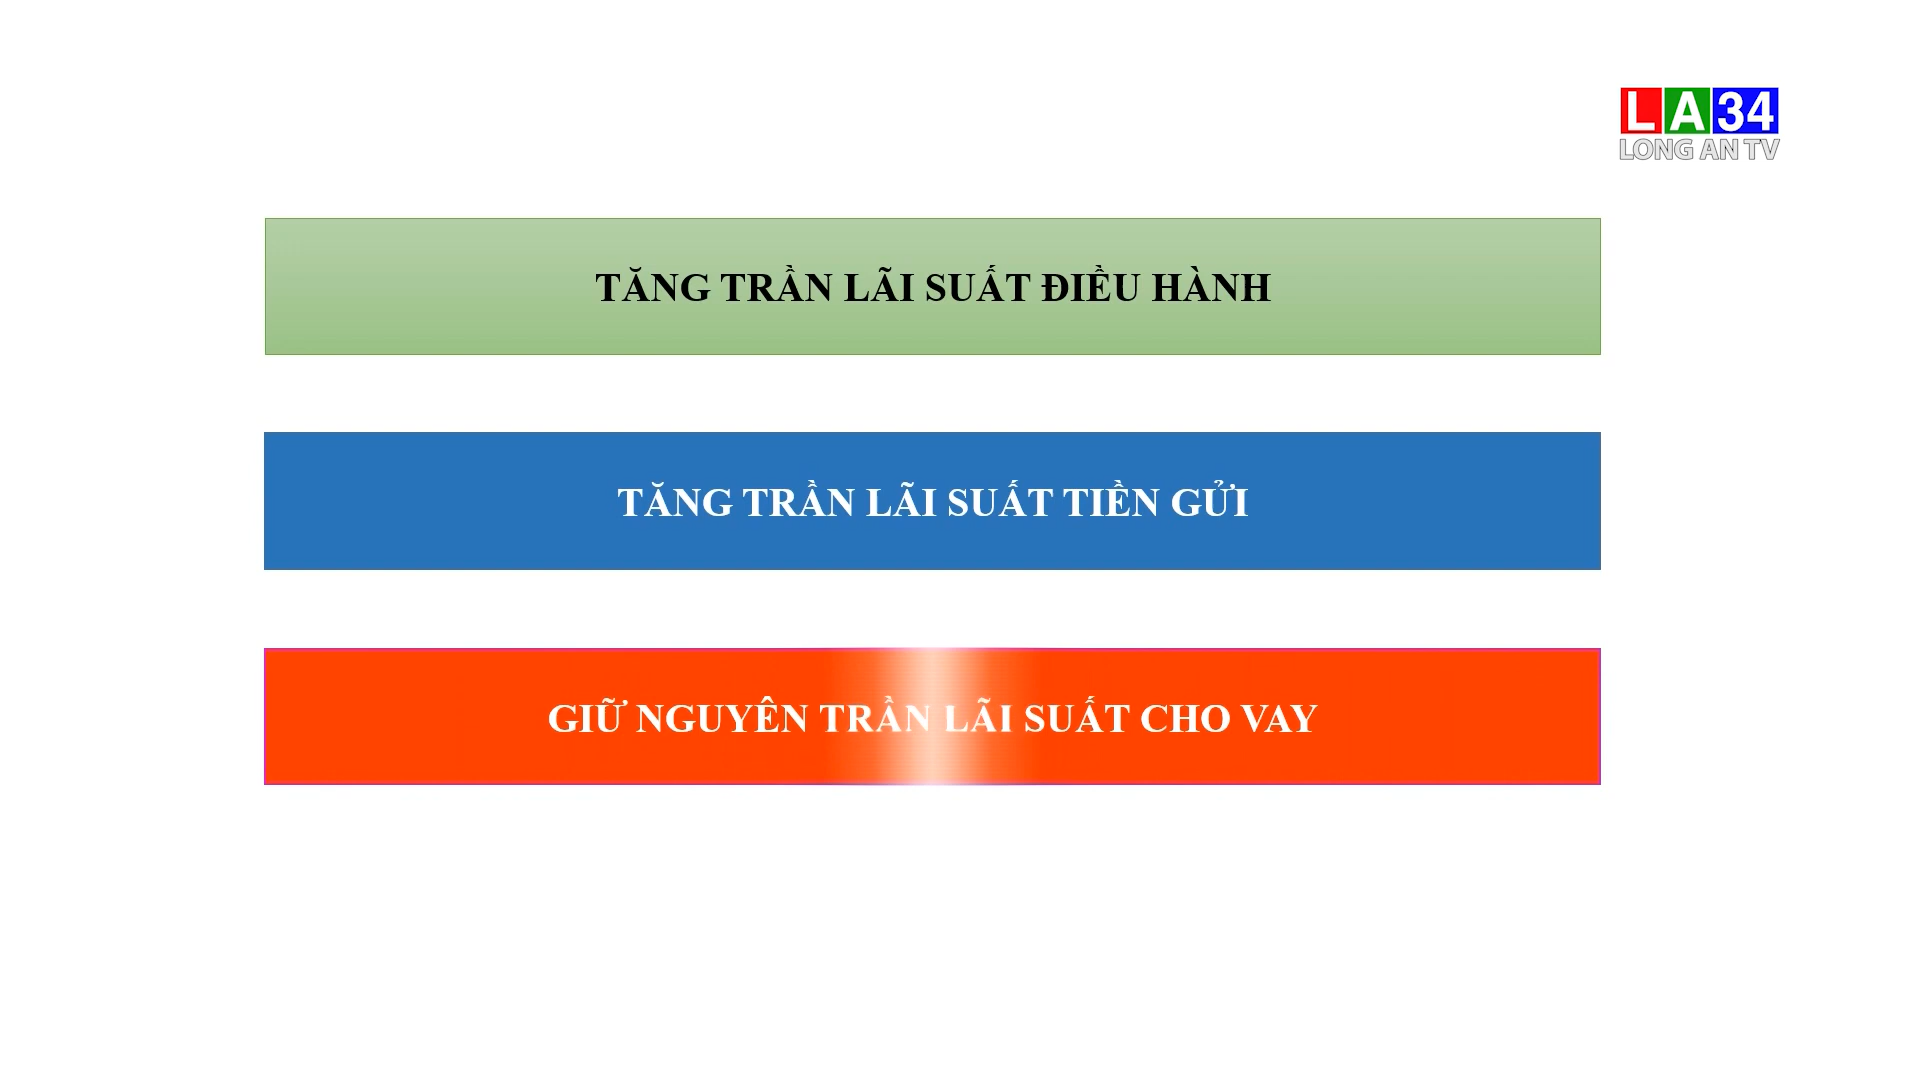 LA34
LONG AN TV
TĂNG TRẦN LÃI SUẤT ĐIỀU HÀNH
TĂNG TRẦN LÃI SUẤT TIỀN GỬI
GIỮ NGUYÊN TRẦN LÃI SUẤT CHO VAY